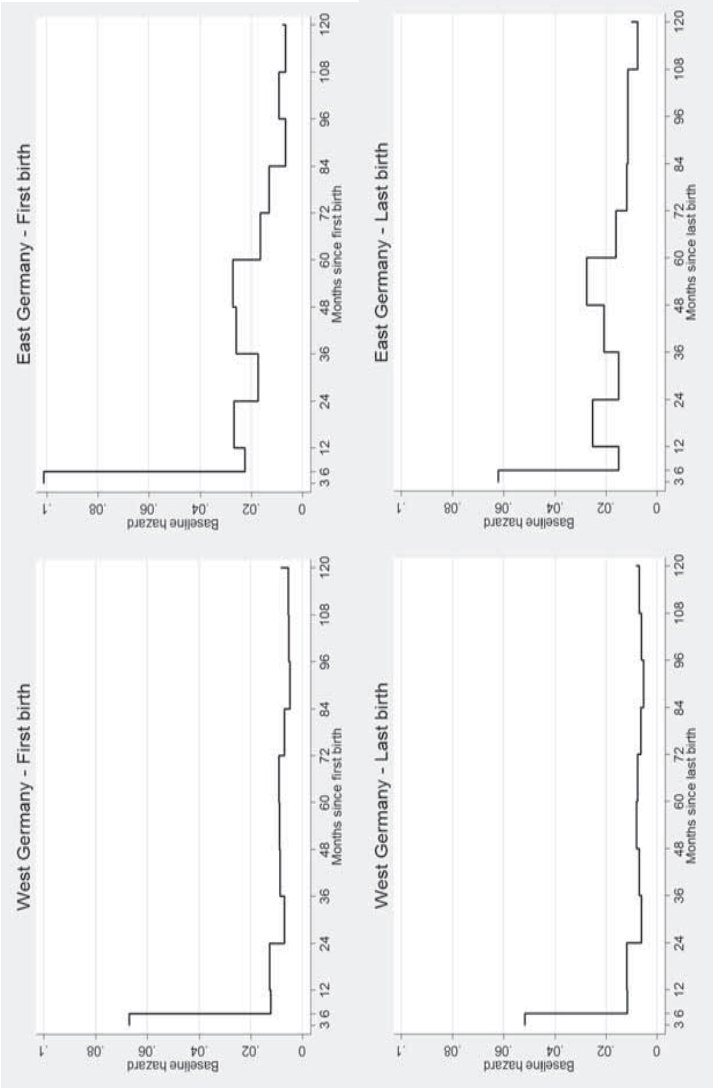 West Germany - First birth
Baseline hazard
.1
.08
.06
.04
.02
0
3 6 12 24 36 48 60 72 84 96 108 120
Months since first birth
East Germany - First birth
Baseline hazard
.1
.08
.06
.04
.02
0
3 6 12 24 36 48 60 72 84 96 108 120
Months since first birth
West Germany - Last birth
Baseline hazard
.1
.08
.06
.04
.02
0
3 6 12 24 36 48 60 72 84 96 108 120
Months since last birth
East Germany - Last birth
Baseline hazard
.1
.08
.06
.04
.02
0
3 6 12 24 36 48 60 72 84 96 108 120
Months since last birth